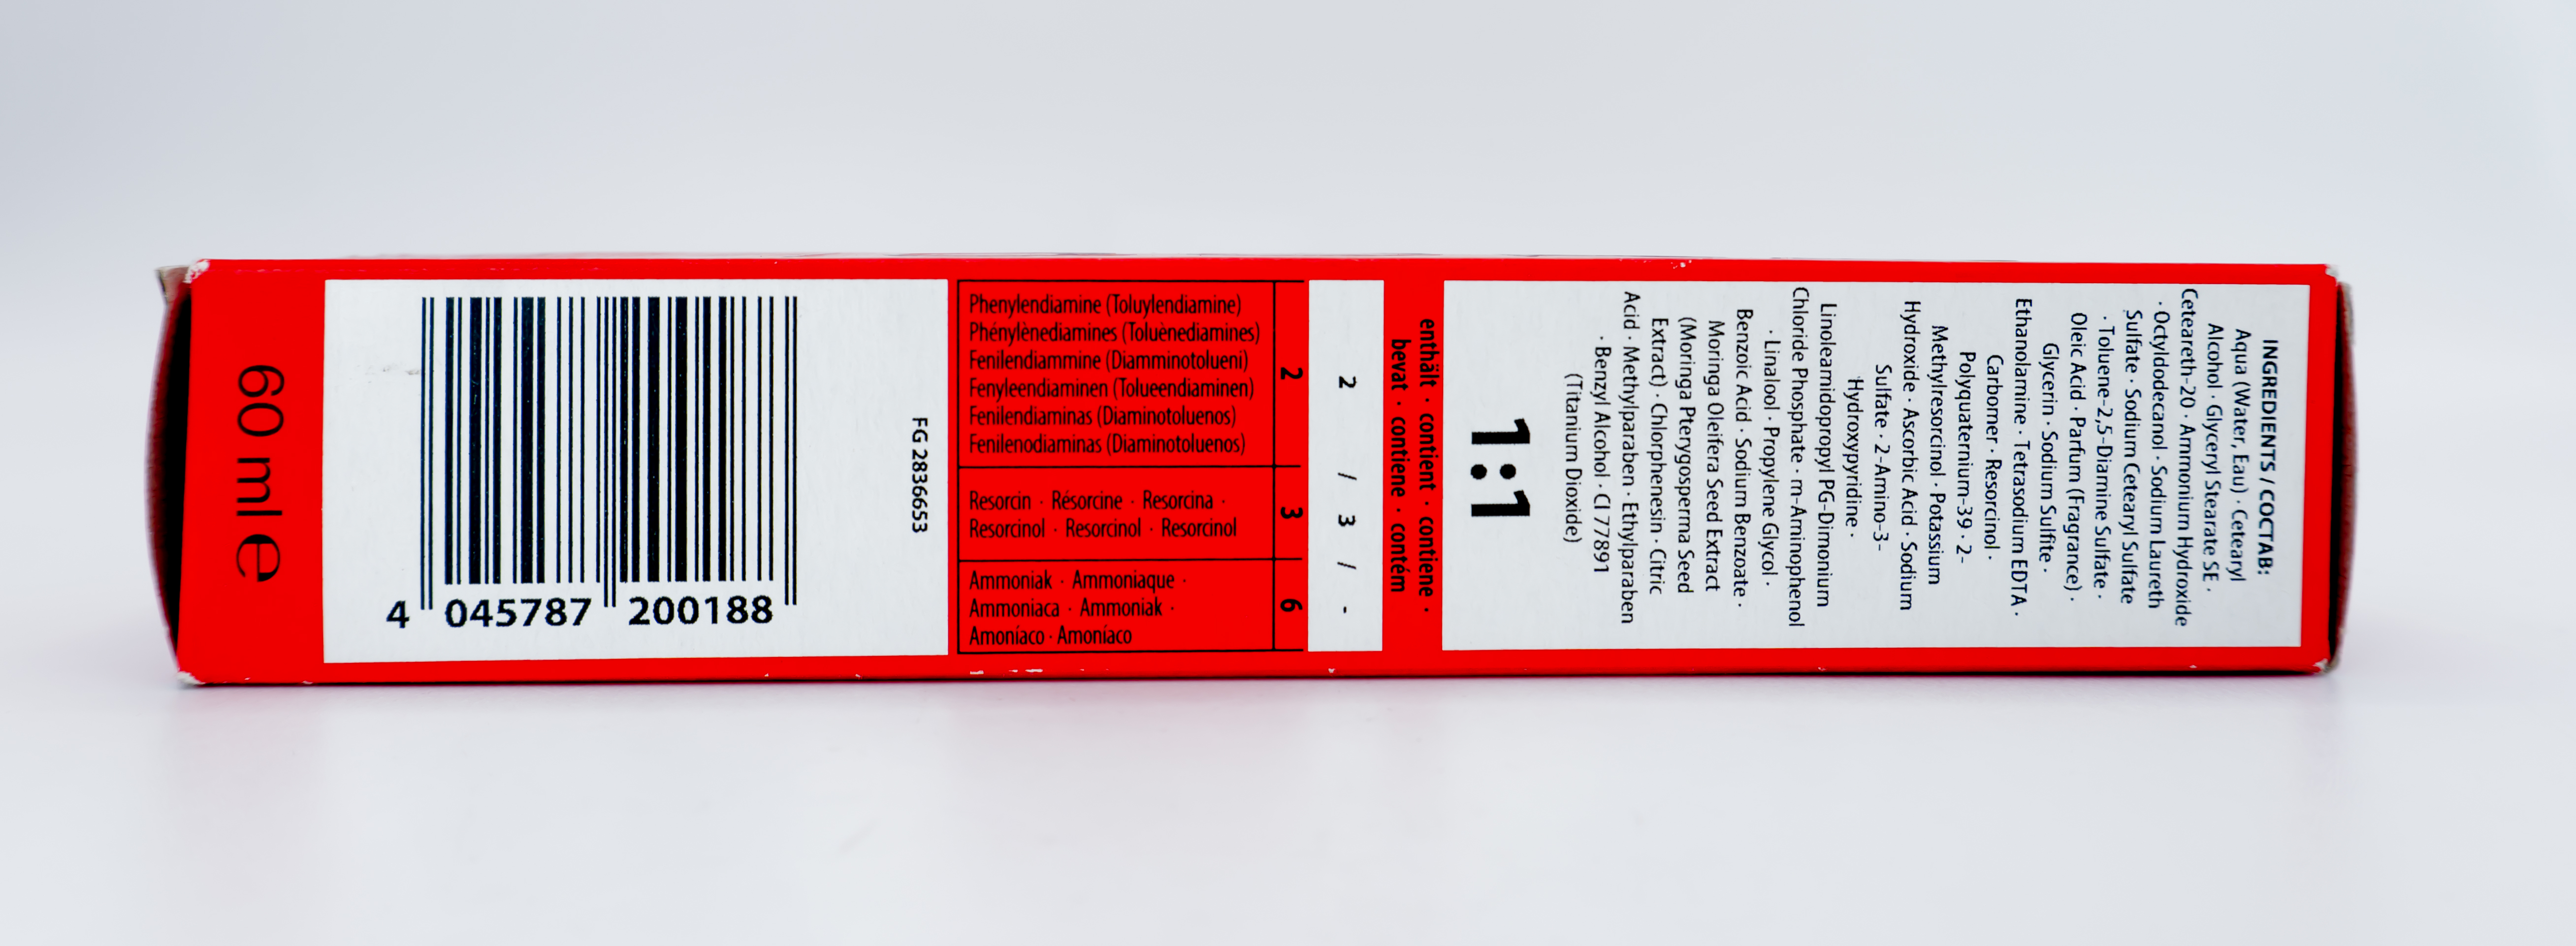 60 ml ℮
4 045787 200188
FG 2836653
Phenylendiamine (Toluylendiamine)
Phénylènediamines (Toluènediamines)
Fenilendiammine (Diamminotolueni)
Fenyleendiaminen (Tolueendiaminen)
Fenilendiaminas (Diaminotoluenos)
Fenilenodiaminas (Diaminotoluenos)
2
Resorcin · Résorcine · Resorcina ·
Resorcinol · Resorcinol · Resorcinol
3
Ammoniak · Ammoniaque ·
Ammoniaca · Ammoniak ·
Amoníaco · Amoníaco
6
2 / 3 / -
enthält · contient · contiene ·
bevat · contiene · contém
INGREDIENTS / COCTAB:
Aqua (Water, Eau) · Cetearyl
Alcohol · Glyceryl Stearate SE ·
Ceteareth-20 · Ammonium Hydroxide
· Octyldodecanol · Sodium Laureth
Sulfate · Sodium Cetearyl Sulfate
· Toluene-2,5-Diamine Sulfate ·
Oleic Acid · Parfum (Fragrance) ·
Glycerin · Sodium Sulfite ·
Ethanolamine · Tetrasodium EDTA ·
Carbomer · Resorcinol ·
Polyquaternium-39 · 2-
Methylresorcinol · Potassium
Hydroxide · Ascorbic Acid · Sodium
Sulfate · 2-Amino-3-
Hydroxypyridine ·
Linoleamidopropyl PG-Dimonium
Chloride Phosphate · m-Aminophenol
· Linalool · Propylene Glycol ·
Benzoic Acid · Sodium Benzoate ·
Moringa Oleifera Seed Extract
(Moringa Pterygosperma Seed
Extract) · Chlorphenesin · Citric
Acid · Methylparaben · Ethylparaben
· Benzyl Alcohol · CI 77891
(Titanium Dioxide)
1:1